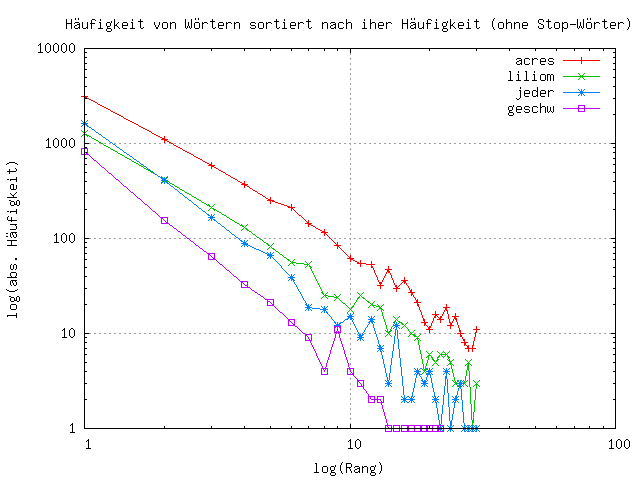 Häufigkeit von Wörtern sortiert nach iher Häufigkeit (ohne Stop-Wörter)
10000
1000
100
10
1
log(abs. Häufigkeit)
acres
liliom
jeder
geschw
1 10 100
log(Rang)